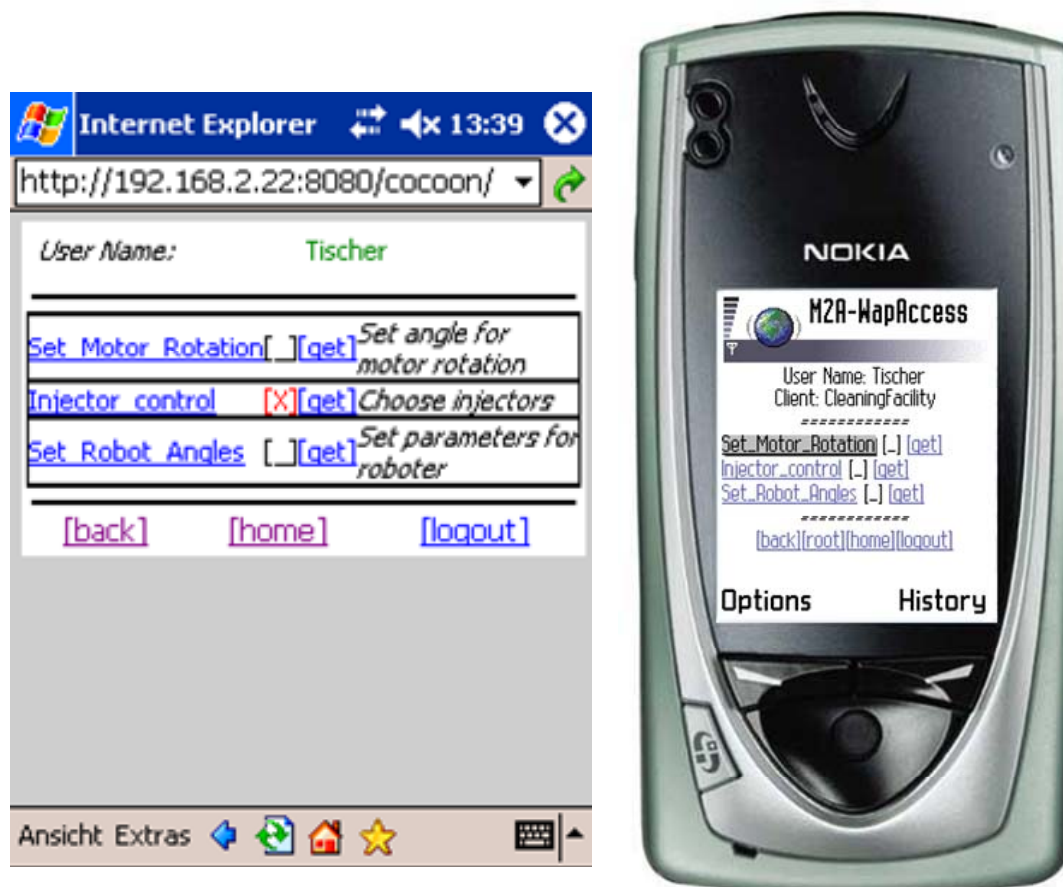 Internet Explorer 13:39
http://192.168.2.22:8080/cocoon/
User Name: Tischer
Set Motor Rotation[_][get] Set angle for
motor rotation
Injector control [X][get] Choose injectors
Set Robot Angles [_][get] Set parameters for
roboter
[back] [home] [logout]
Ansicht Extras
NOKIA
M2A-WapAccess
User Name: Tischer
Client: CleaningFacility
------------
Set_Motor_Rotation [_] [get]
Injector_control [_] [get]
Set_Robot_Angles [_] [get]
------------
[back][root][home][logout]
Options History